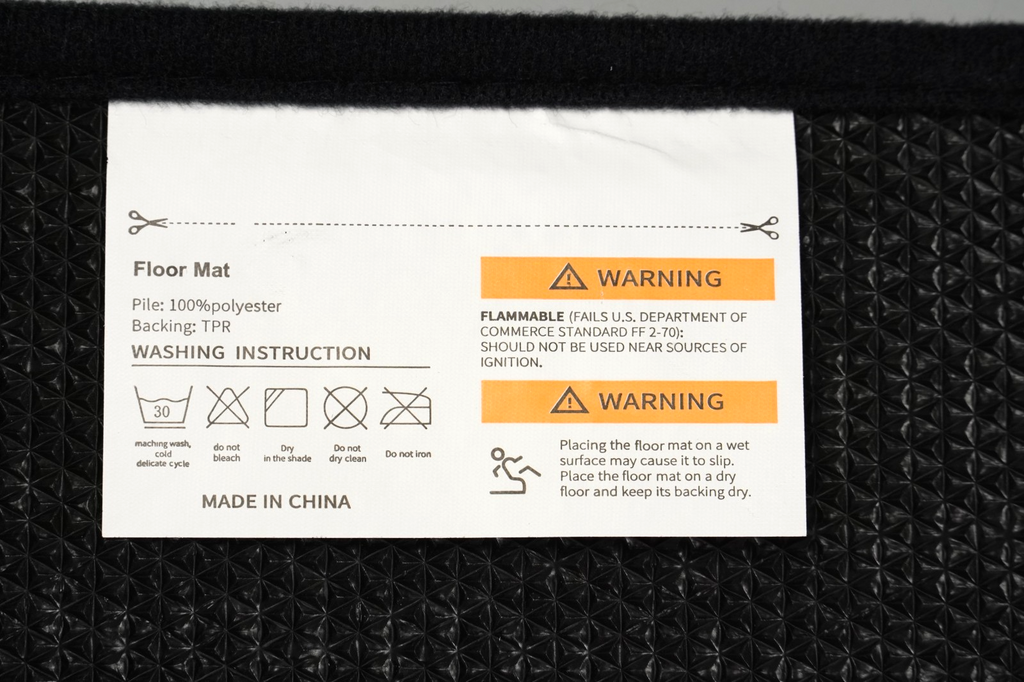 Floor Mat
Pile: 100%polyester
Backing: TPR
WASHING INSTRUCTION
30
maching wash,
cold
delicate cycle
do not
bleach
Dry
in the shade
Do not
dry clean
Do not iron
MADE IN CHINA
WARNING
FLAMMABLE (FAILS U.S. DEPARTMENT OF
COMMERCE STANDARD FF 2-70):
SHOULD NOT BE USED NEAR SOURCES OF
IGNITION.
WARNING
Placing the floor mat on a wet
surface may cause it to slip.
Place the floor mat on a dry
floor and keep its backing dry.